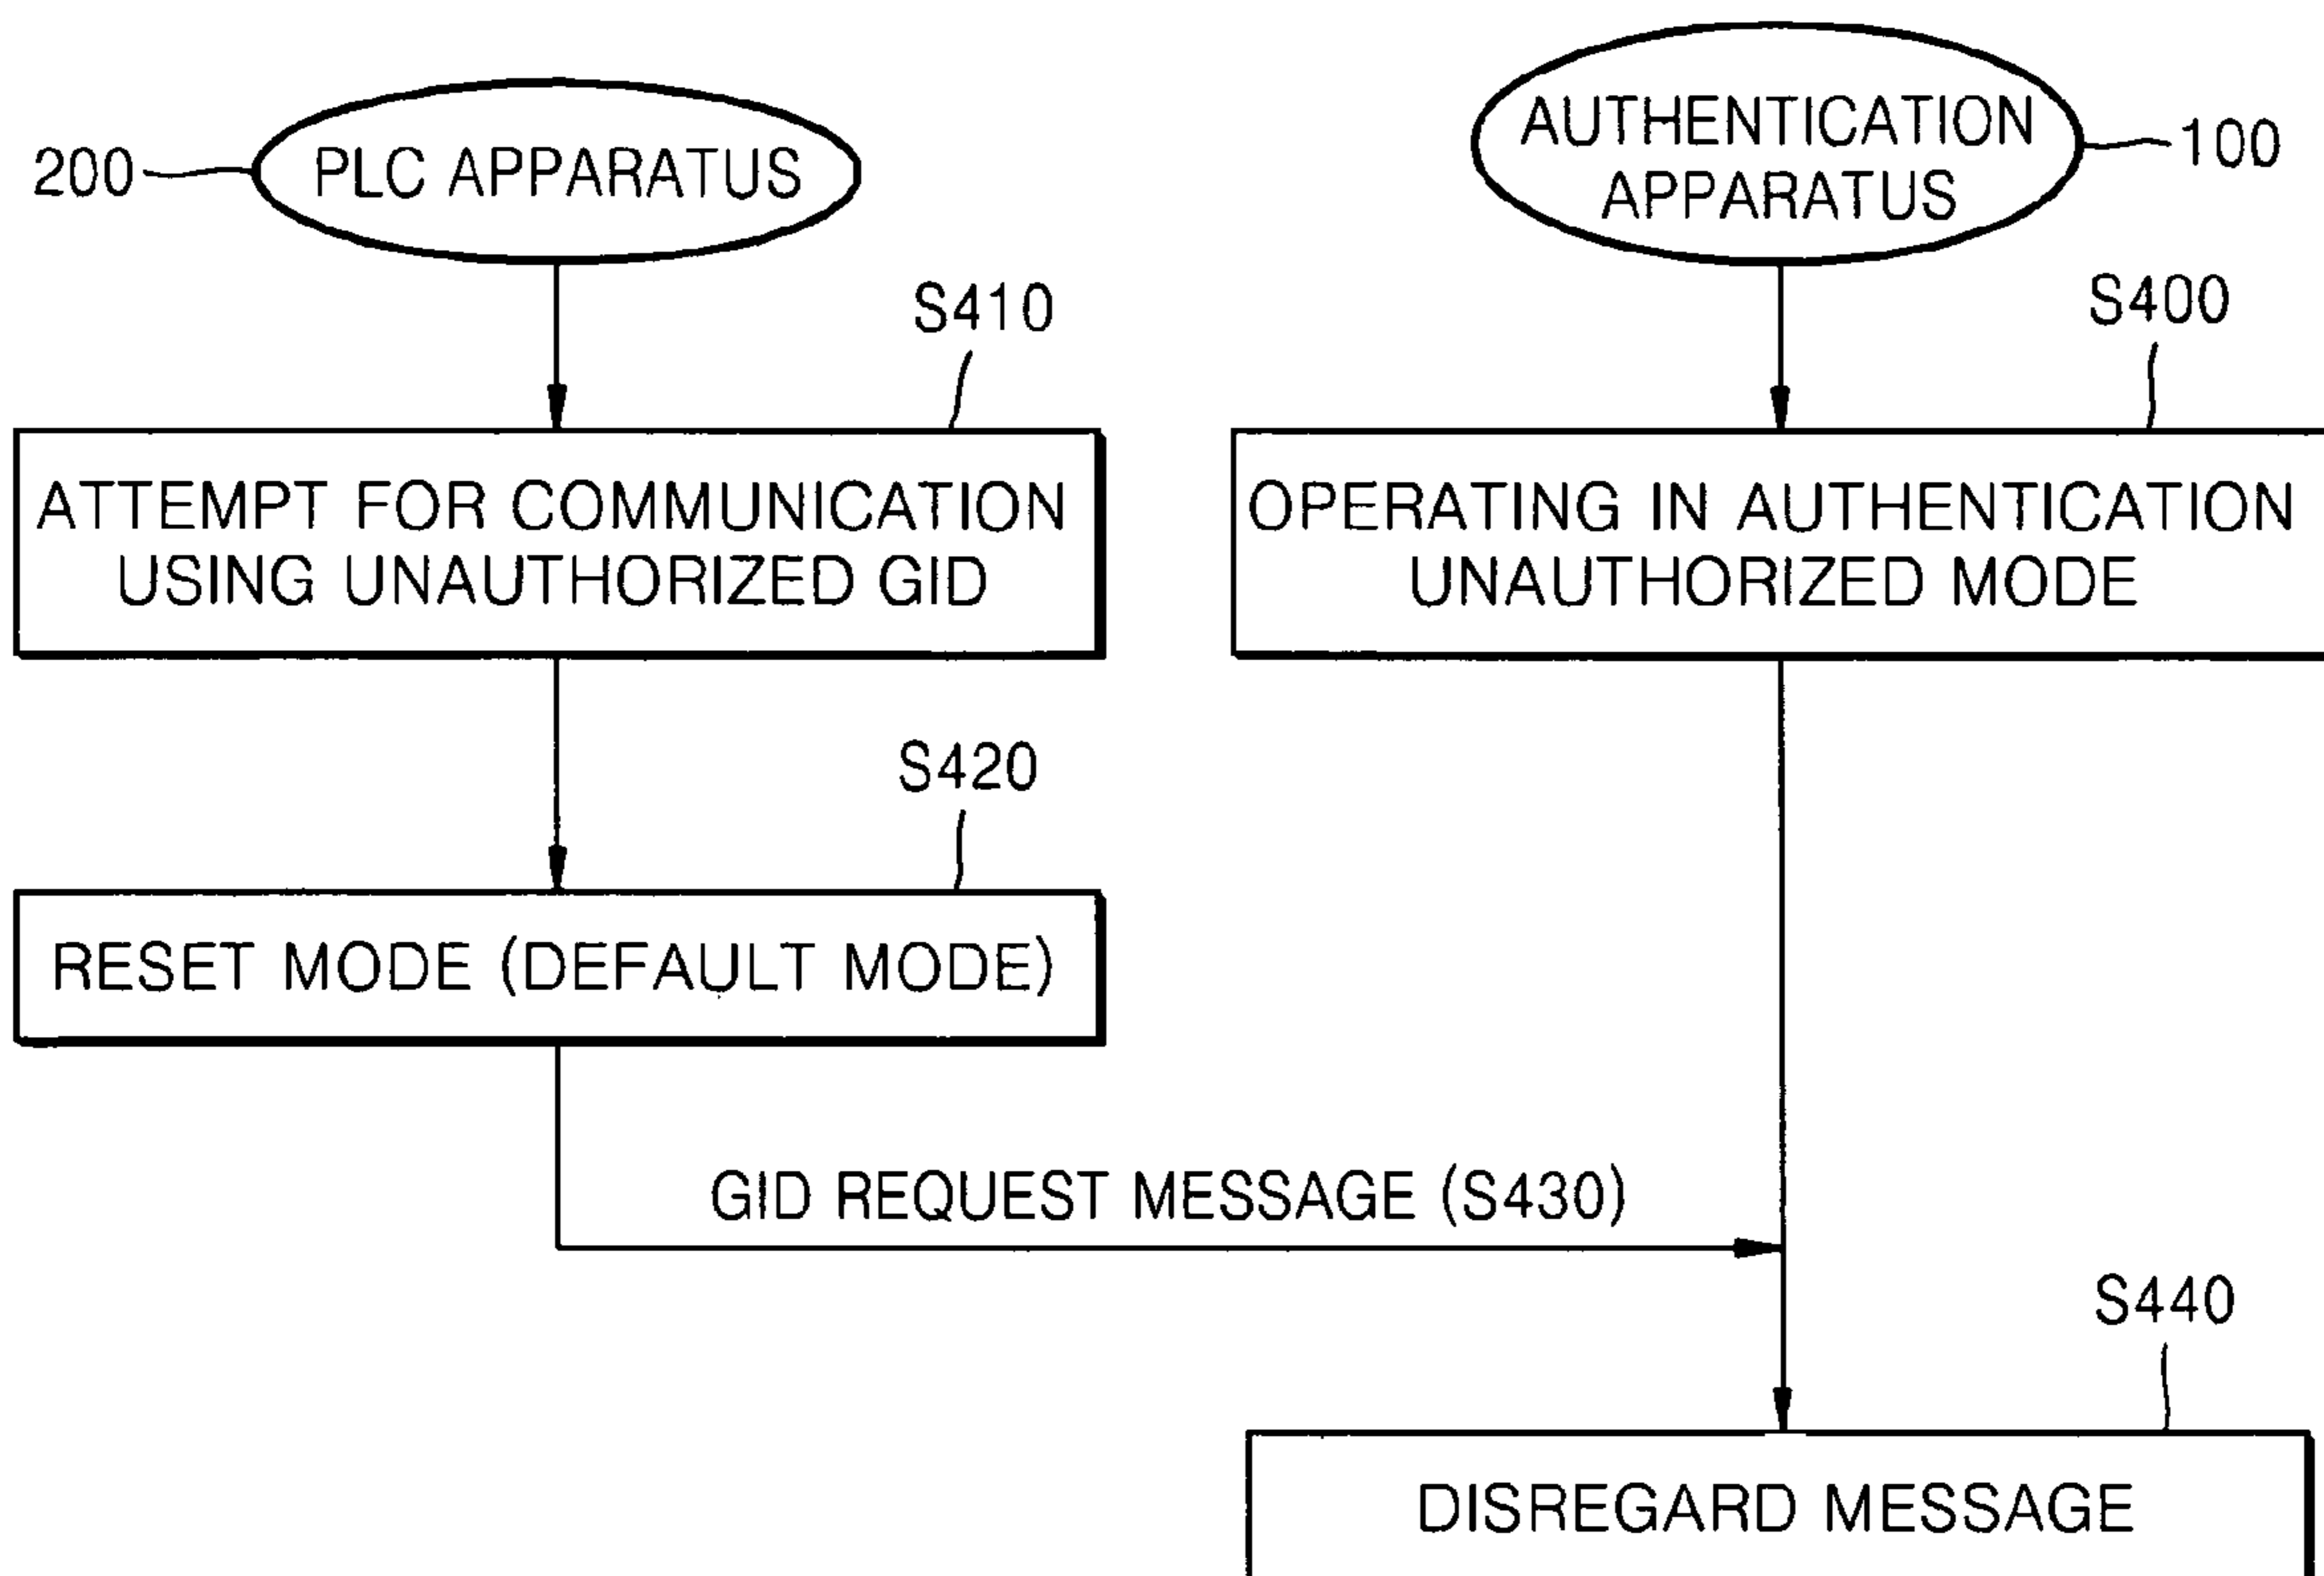 200
PLC APPARATUS
AUTHENTICATION
APPARATUS
100
S410
S400
ATTEMPT FOR COMMUNICATION
USING UNAUTHORIZED GID
OPERATING IN AUTHENTICATION
UNAUTHORIZED MODE
S420
RESET MODE (DEFAULT MODE)
GID REQUEST MESSAGE (S430)
S440
DISREGARD MESSAGE